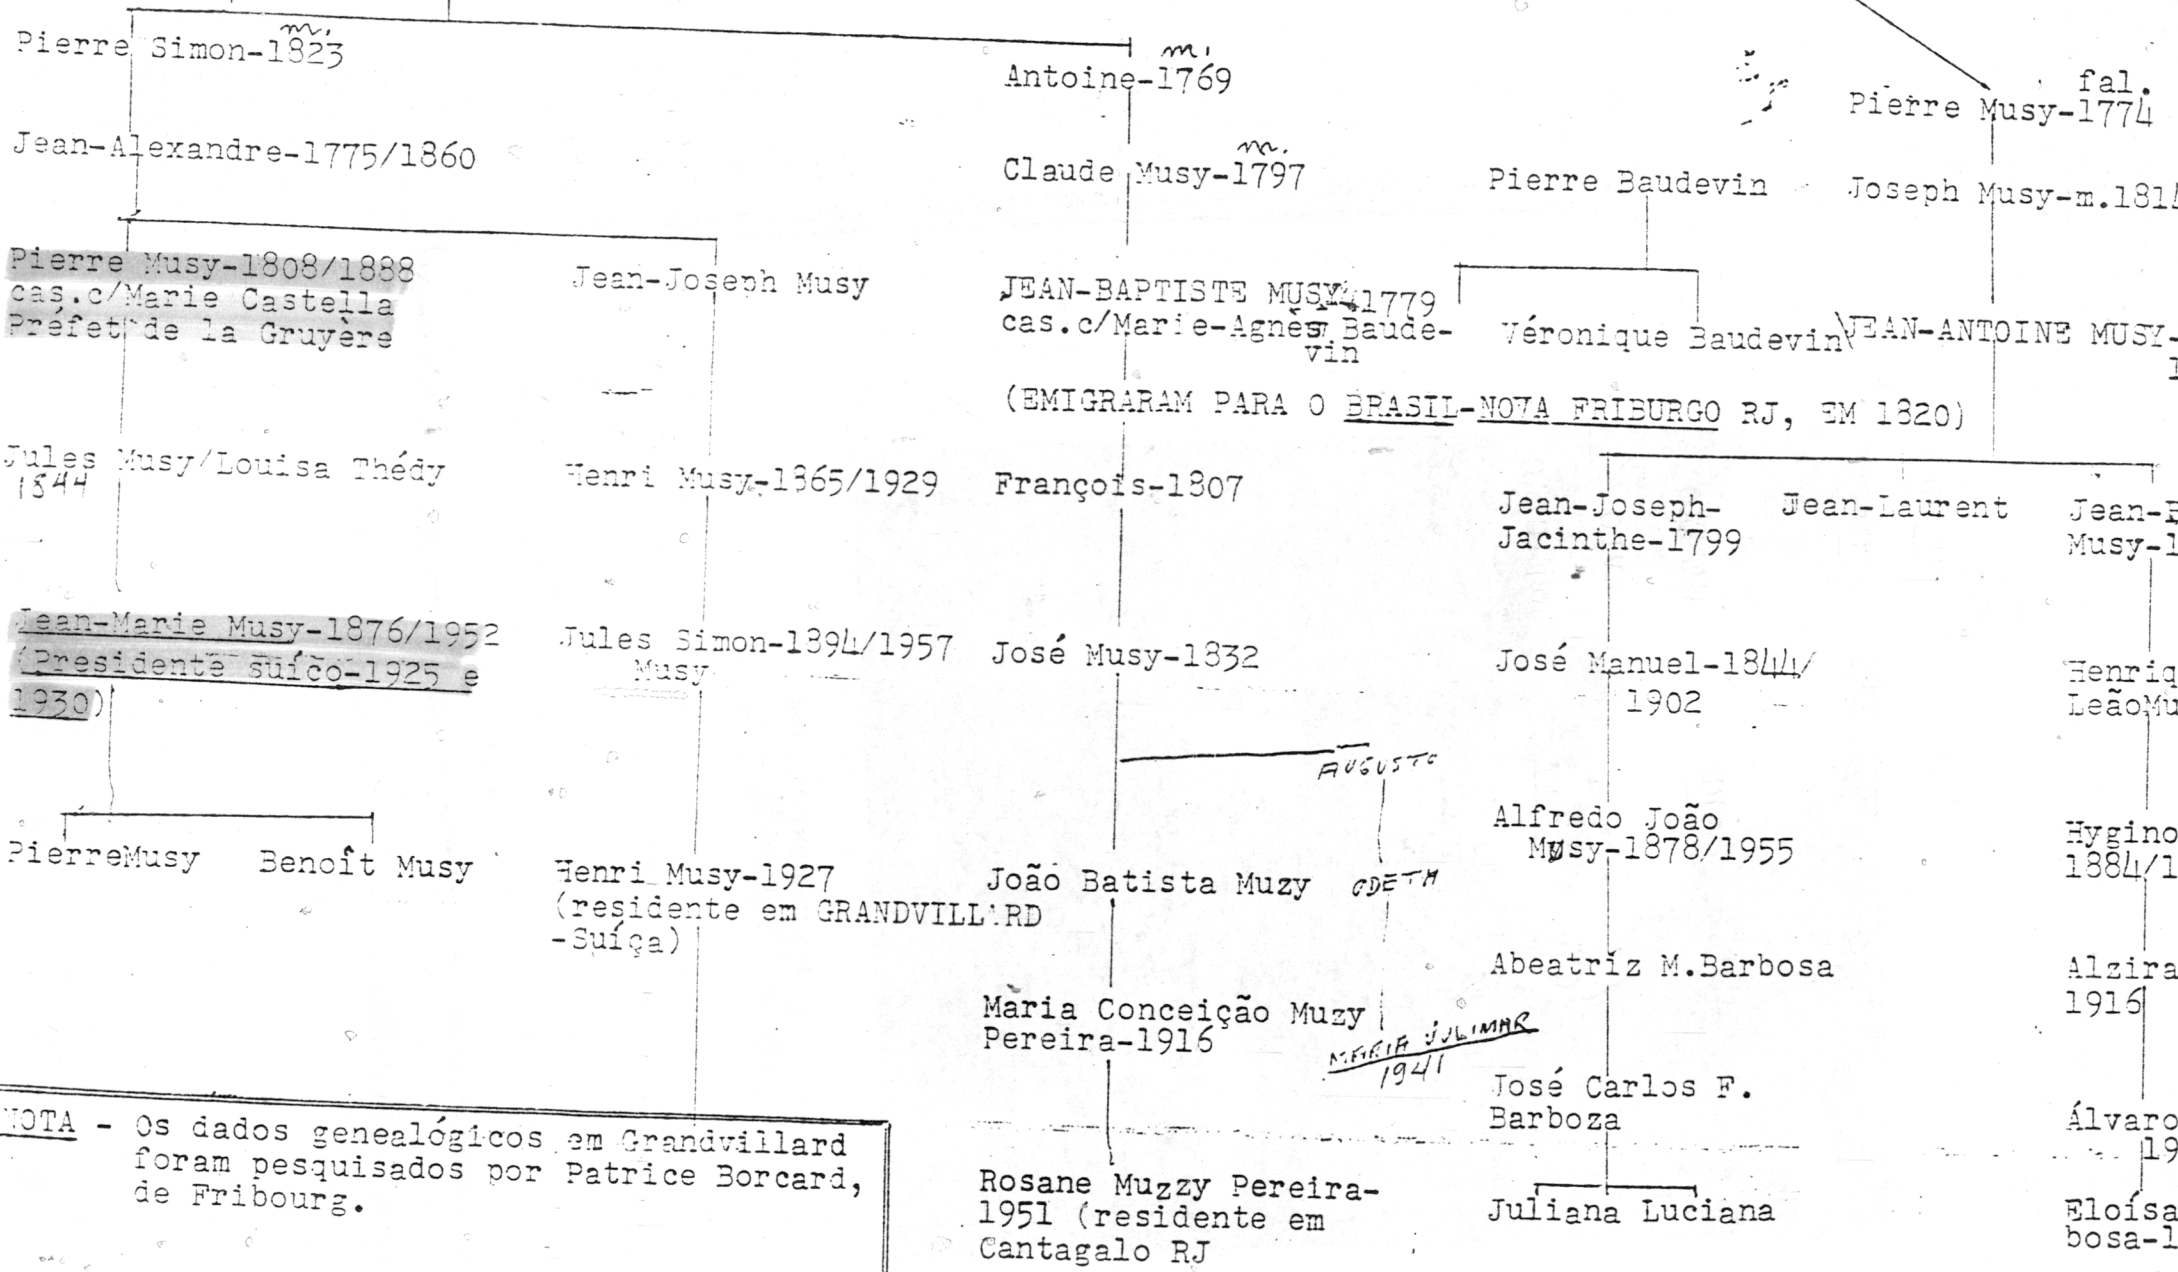 m.
Pierre Simon-1823
Jean-Alexandre-1775/1860
Pierre Musy-1808/1888
cas.c/Marie Castella
Préfet de la Gruyère
Jules Musy/Louisa Thédy
1844
Jean-Marie Musy-1876/1952
(Presidente suíço-1925 e
1930)
PierreMusy
Benoît Musy
Jean-Joseph Musy
Henri Musy-1865/1929
Jules Simon-1894/1957
Musy
Henri Musy-1927
(residente em GRANDVILLARD
-Suíça)
m.
Antoine-1769
m.
Claude Musy-1797
JEAN-BAPTISTE MUSY-1779
cas.c/Marie-Agnès Baude-
vin
(EMIGRARAM PARA O BRASIL-NOVA FRIBURGO RJ, EM 1820)
François-1807
José Musy-1832
AUGUSTO
João Batista Muzy
ODETH
Maria Conceição Muzy
Pereira-1916
MARIA JULIMAR
1941
Rosane Muzzy Pereira-
1951 (residente em
Cantagalo RJ
Pierre Baudevin
Véronique Baudevin
fal.
Pierre Musy-1774
Joseph Musy-m.1814
JEAN-ANTOINE MUSY-
1
Jean-Joseph-
Jacinthe-1799
Jean-Laurent
Jean-B
Musy-1
José Manuel-1844/
1902
Henriq
LeãoMu
Alfredo João
Musy-1878/1955
Hygino
1884/1
Abeatriz M.Barbosa
Alzira
1916
José Carlos F.
Barboza
Álvaro
19
Juliana Luciana
Eloísa
bosa-1
NOTA - Os dados genealógicos em Grandvillard
foram pesquisados por Patrice Borcard,
de Fribourg.